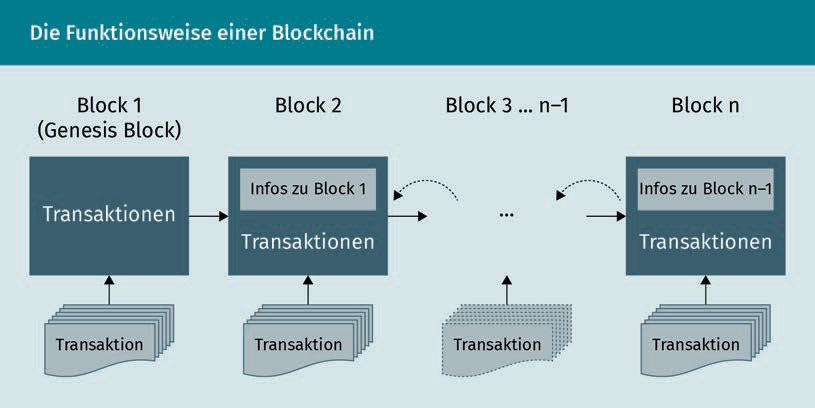 Die Funktionsweise einer Blockchain
Block 1
(Genesis Block)
Block 2
Block 3 ... n–1
Block n
Transaktionen
Infos zu Block 1
Transaktionen
...
Infos zu Block n–1
Transaktionen
Transaktion
Transaktion
Transaktion
Transaktion